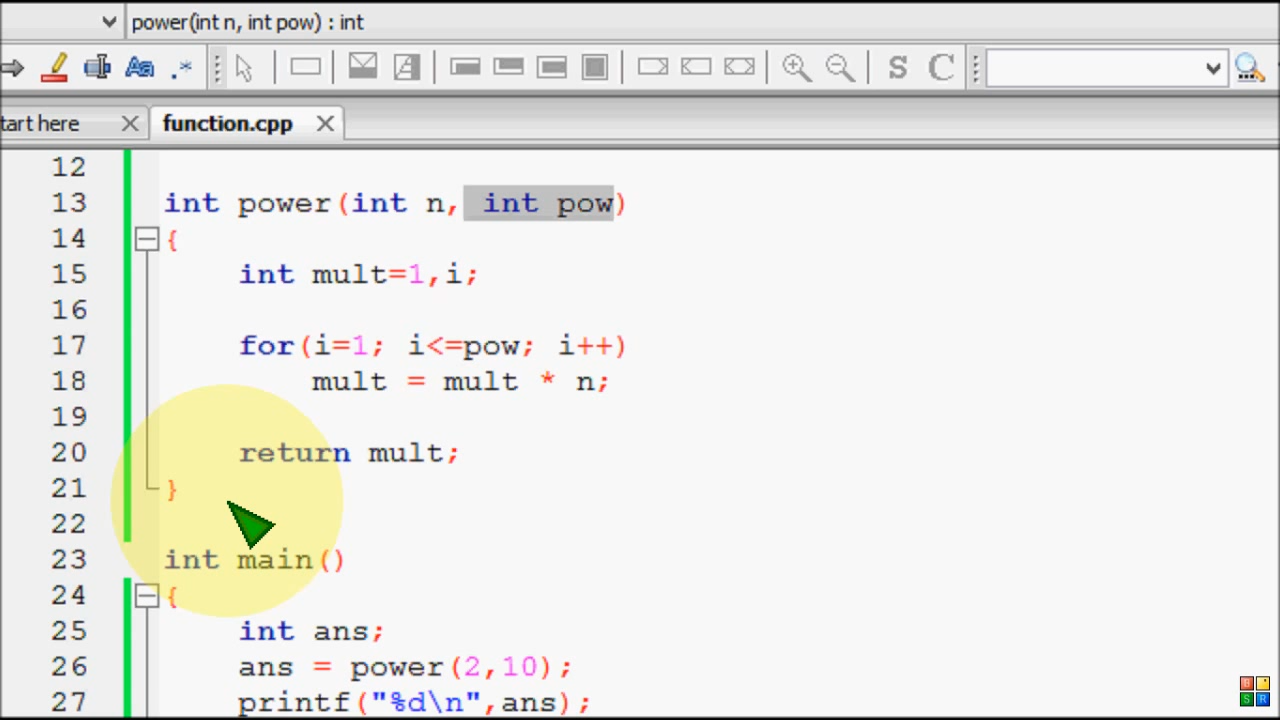 power(int n, int pow) : int
Aa .* S C
tart here function.cpp
12
13 int power(int n, int pow)
14 {
15 int mult=1,i;
16
17 for(i=1; i<=pow; i++)
18 mult = mult * n;
19
20 return mult;
21 }
22
23 int main()
24 {
25 int ans;
26 ans = power(2,10);
27 printf("%d\n",ans);